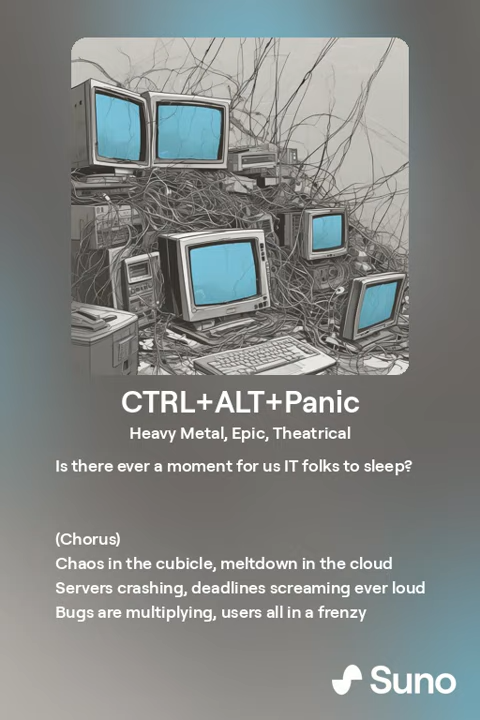 CTRL+ALT+Panic
Heavy Metal, Epic, Theatrical
Is there ever a moment for us IT folks to sleep?
(Chorus)
Chaos in the cubicle, meltdown in the cloud
Servers crashing, deadlines screaming ever loud
Bugs are multiplying, users all in a frenzy
Suno